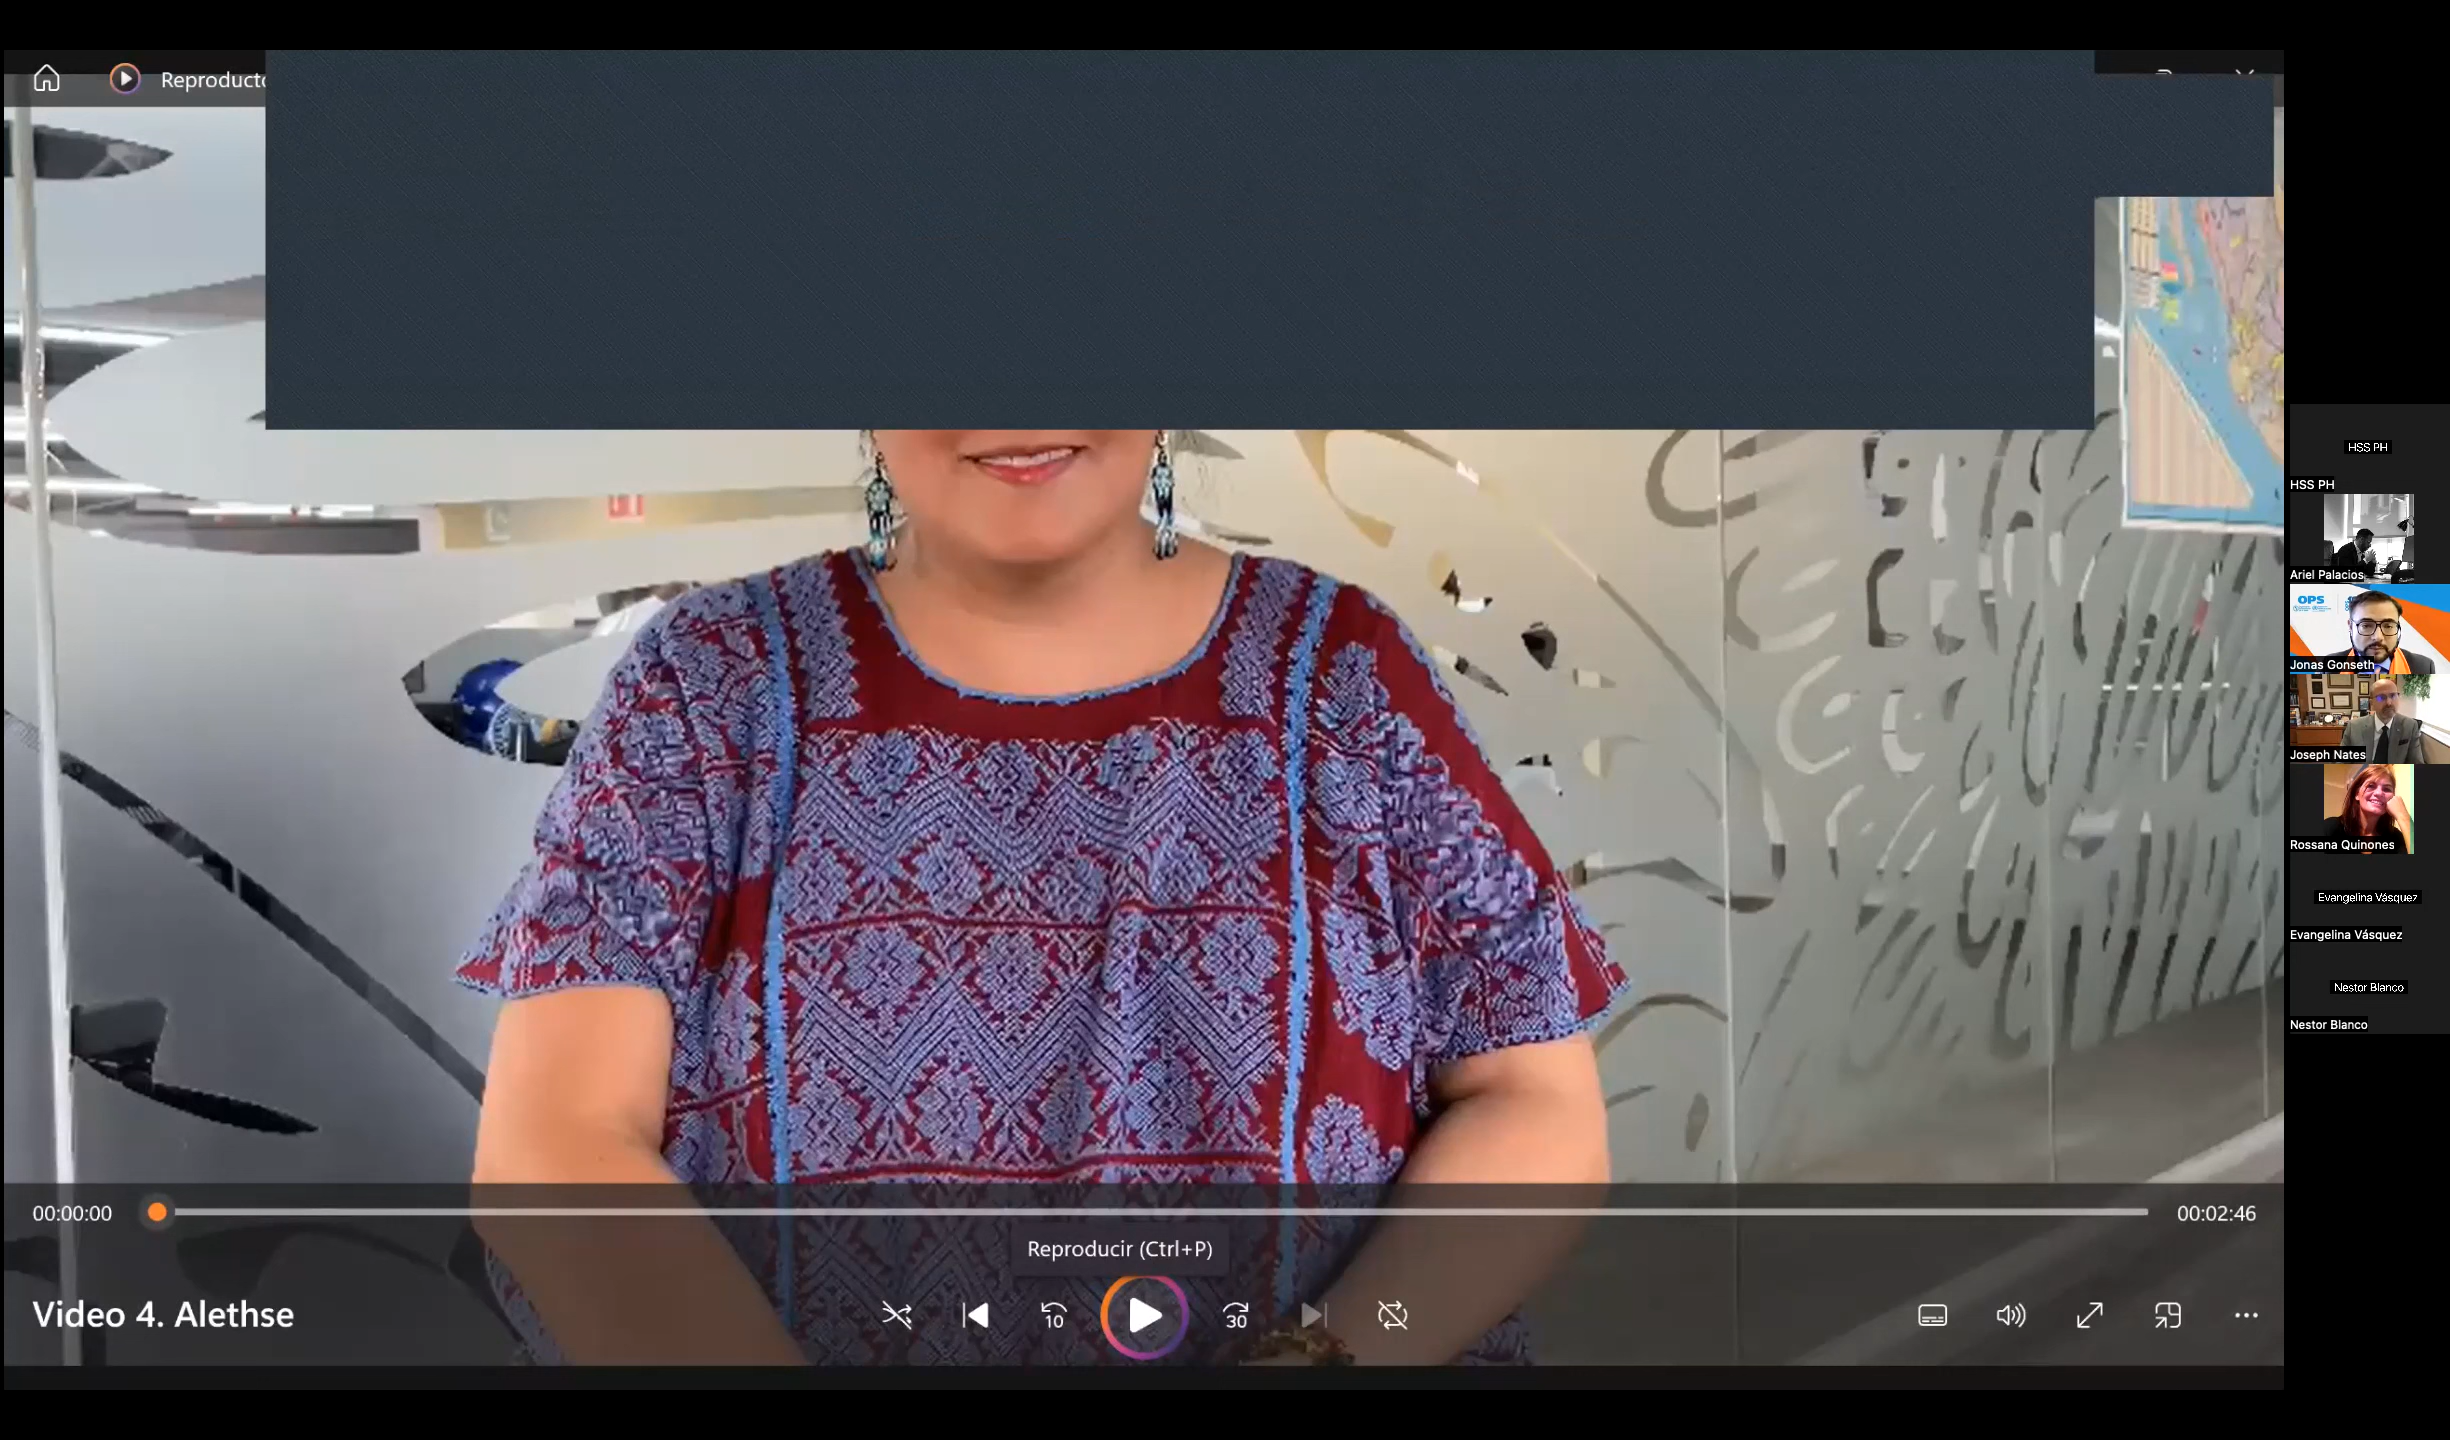 Reproducto
00:00:00
00:02:46
Reproducir (Ctrl+P)
Video 4. Alethse
10
30
HSS PH
HSS PH
Ariel Palacios
OPS
Jonas Gonseth
Joseph Nates
Rossana Quinones
Evangelina Vásquez
Evangelina Vásquez
Nestor Blanco
Nestor Blanco